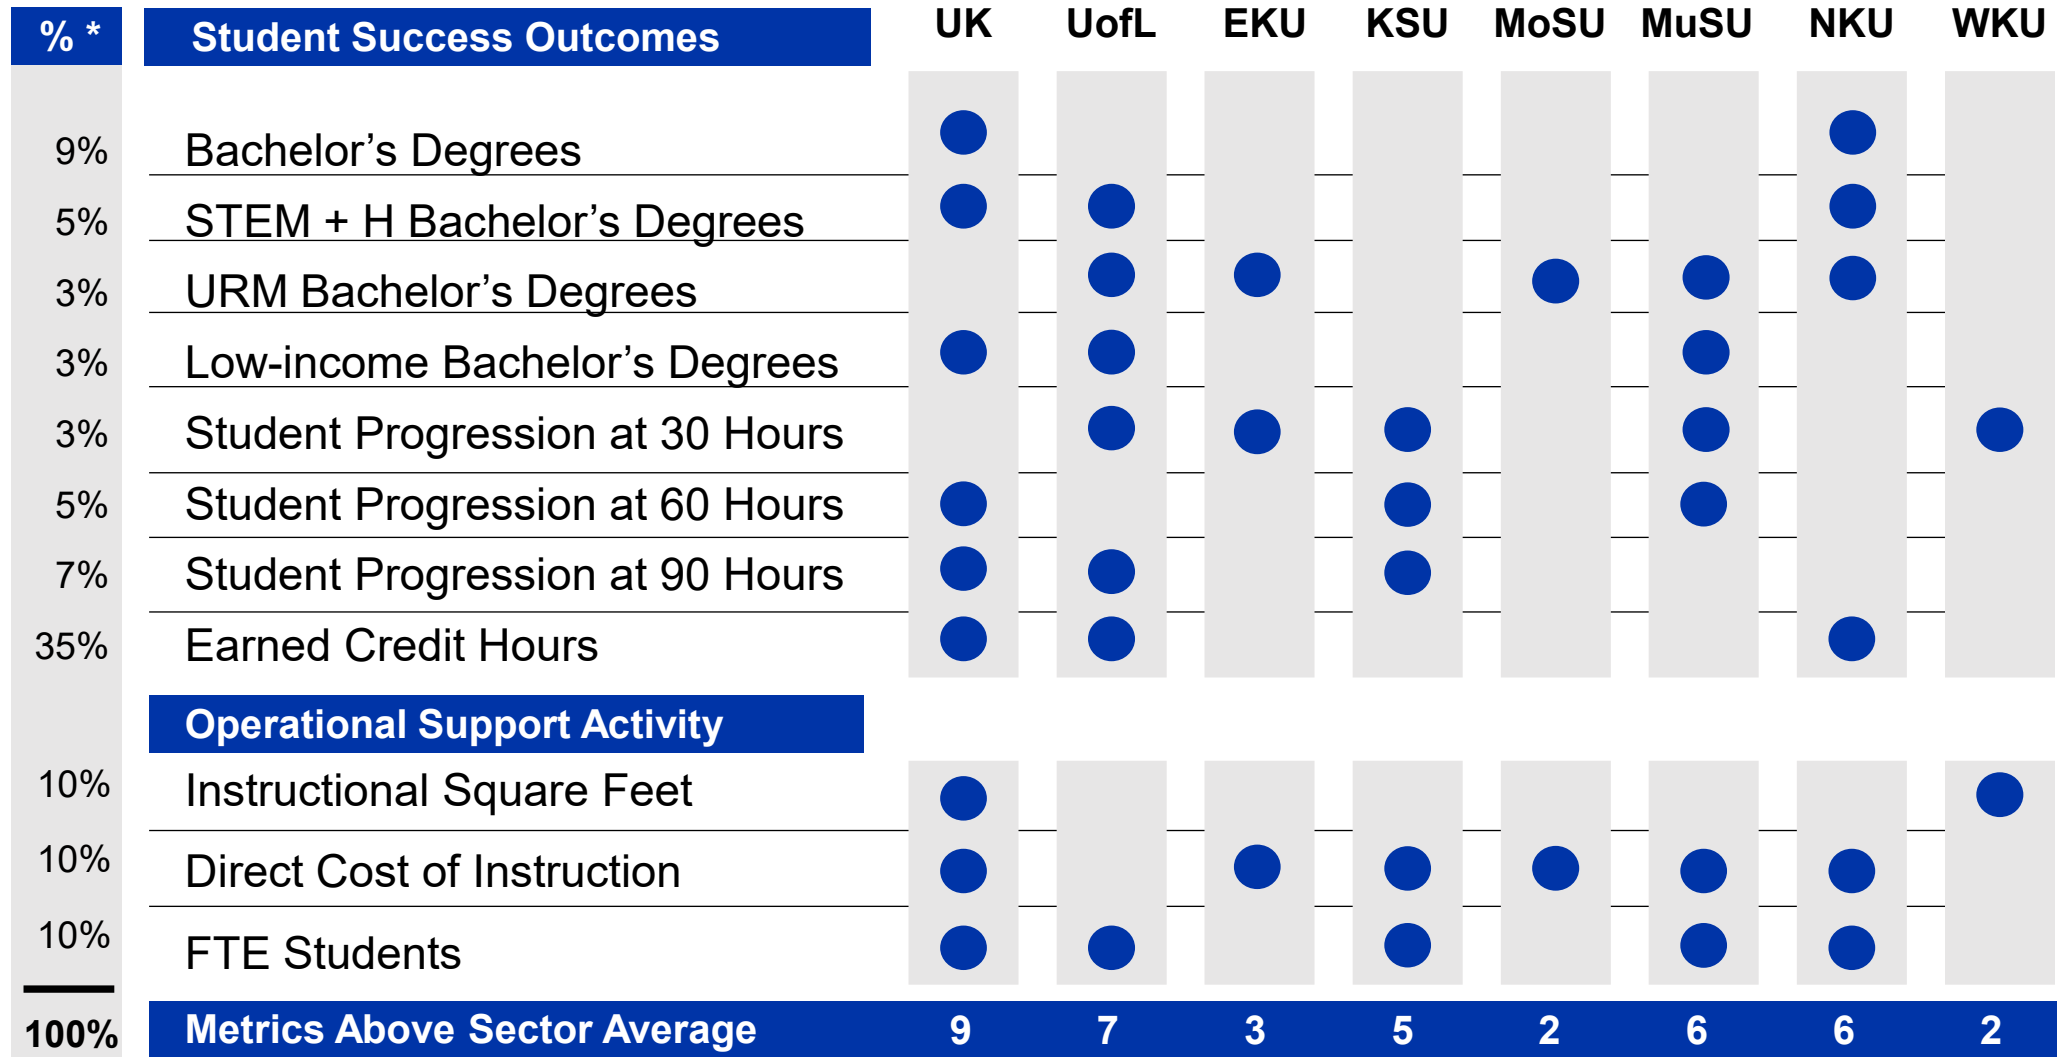 % * Student Success Outcomes UK UofL EKU KSU MoSU MuSU NKU WKU
9% Bachelor’s Degrees
5% STEM + H Bachelor’s Degrees
3% URM Bachelor’s Degrees
3% Low-income Bachelor’s Degrees
3% Student Progression at 30 Hours
5% Student Progression at 60 Hours
7% Student Progression at 90 Hours
35% Earned Credit Hours
Operational Support Activity
10% Instructional Square Feet
10% Direct Cost of Instruction
10% FTE Students
100% Metrics Above Sector Average 9 7 3 5 2 6 6 2